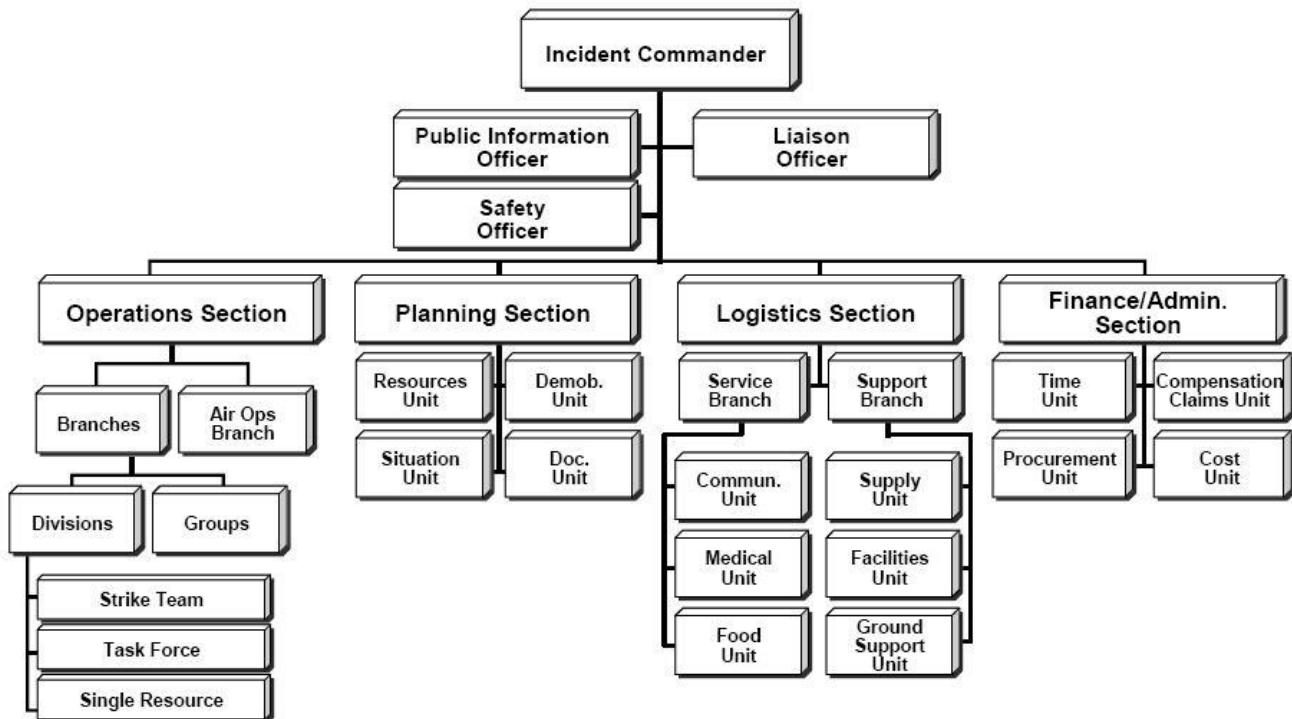 Incident Commander
Public Information
Officer
Liaison
Officer
Safety
Officer
Operations Section
Planning Section
Logistics Section
Finance/Admin.
Section
Branches
Air Ops
Branch
Resources
Unit
Demob.
Unit
Service
Branch
Support
Branch
Time
Unit
Compensation
Claims Unit
Situation
Unit
Doc.
Unit
Procurement
Unit
Cost
Unit
Divisions
Groups
Commun.
Unit
Supply
Unit
Strike Team
Task Force
Single Resource
Medical
Unit
Facilities
Unit
Food
Unit
Ground
Support
Unit